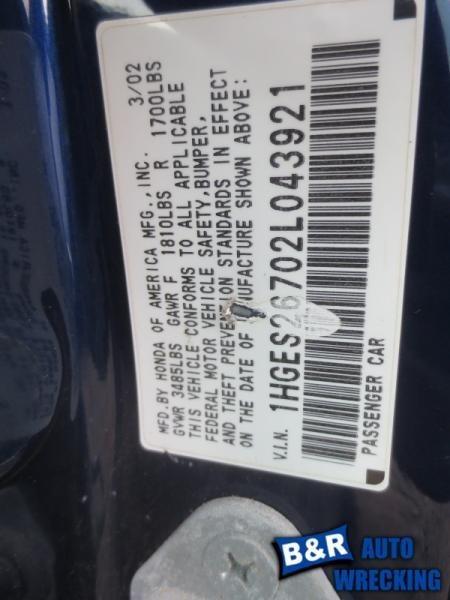 MFD. BY HONDA OF AMERICA MFG., INC. 3/02
GVWR 3485LBS GAWR F 1810LBS R 1700LBS
THIS VEHICLE CONFORMS TO ALL APPLICABLE
FEDERAL MOTOR VEHICLE SAFETY, BUMPER,
AND THEFT PREVENTION STANDARDS IN EFFECT
ON THE DATE OF MANUFACTURE SHOWN ABOVE:
V.I.N. 1HGES26702L043921
PASSENGER CAR
B&R AUTO
WRECKING